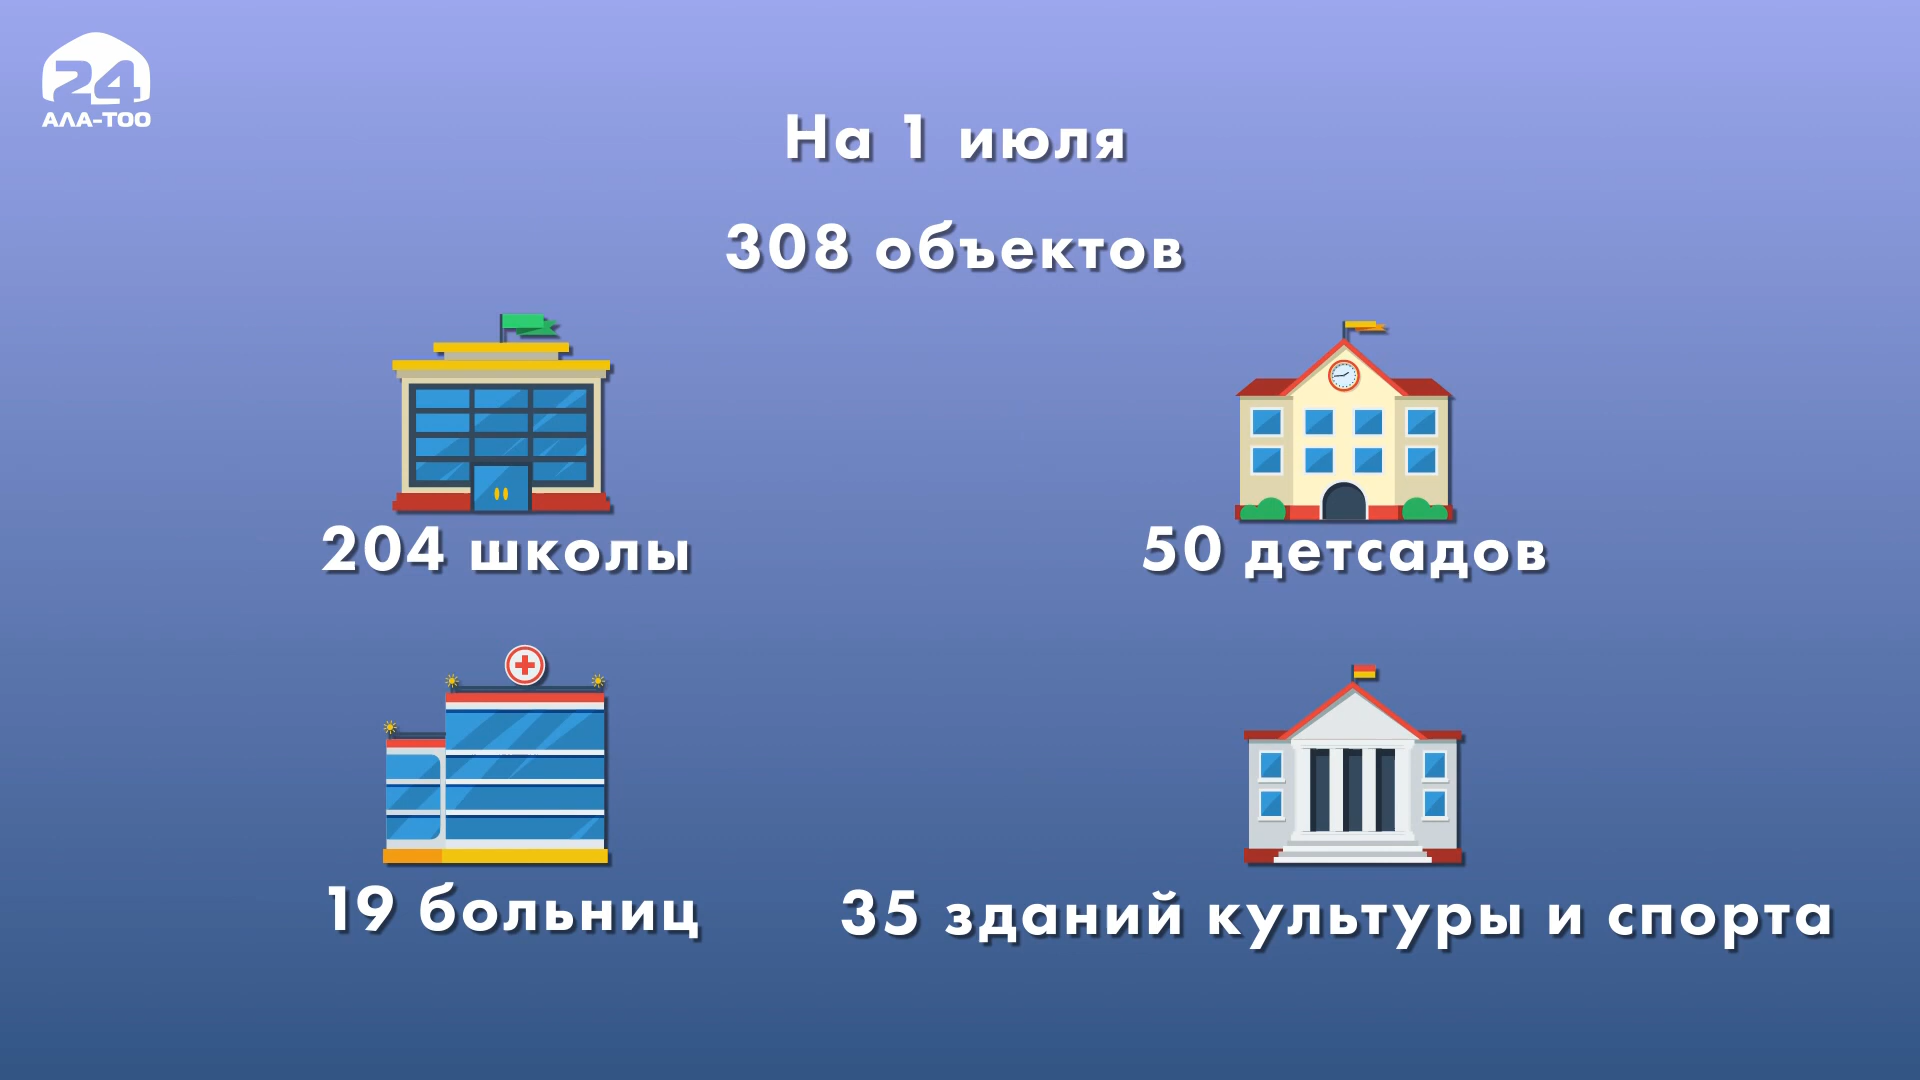 24
АЛА-ТОО
На 1 июля
308 объектов
204 школы
50 детсадов
19 больниц
35 зданий культуры и спорта